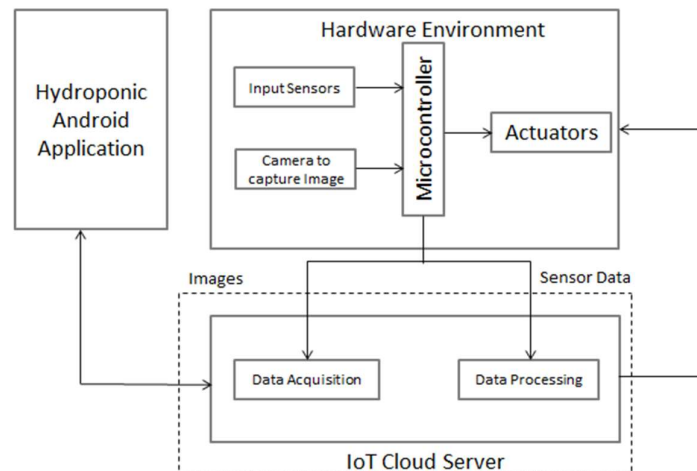 Hydroponic
Android
Application
Hardware Environment
Input Sensors
Camera to
capture Image
Microcontroller
Actuators
Images
Sensor Data
Data Acquisition
Data Processing
IoT Cloud Server